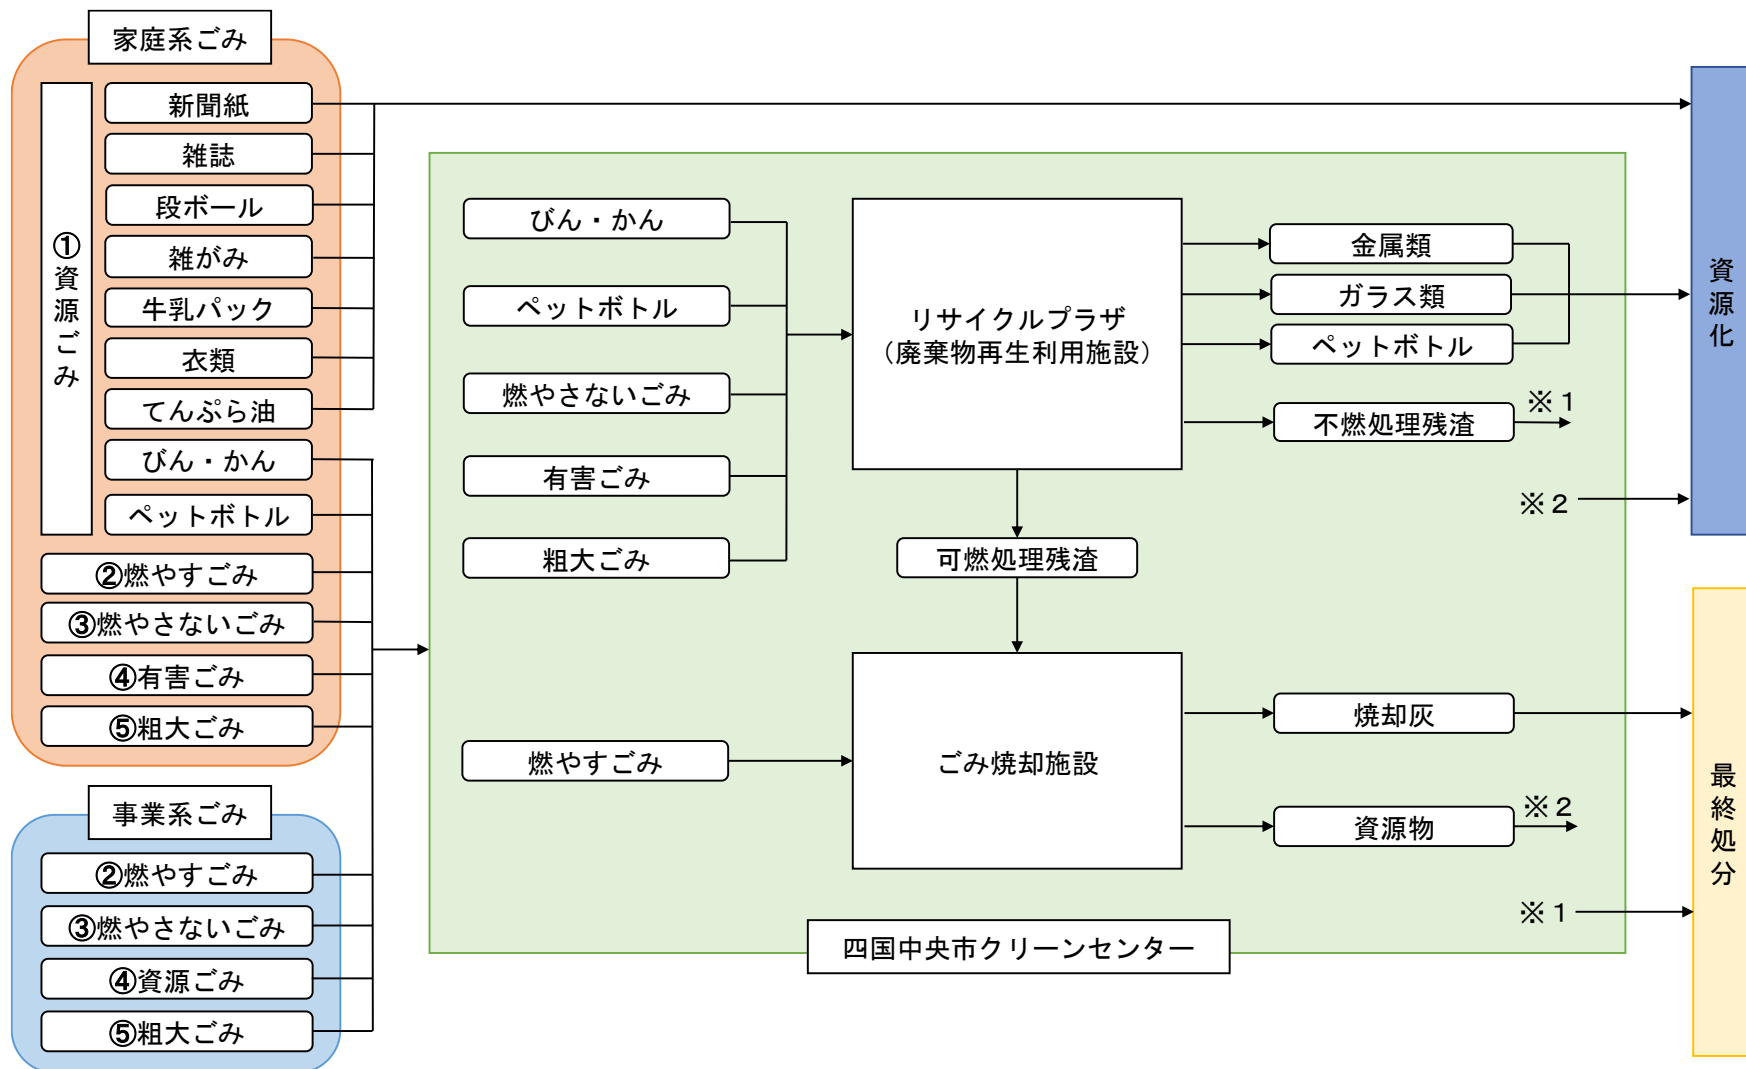 家庭系ごみ
①資源ごみ
新聞紙
雑誌
段ボール
雑がみ
牛乳パック
衣類
てんぷら油
びん・かん
ペットボトル
②燃やすごみ
③燃やさないごみ
④有害ごみ
⑤粗大ごみ
事業系ごみ
②燃やすごみ
③燃やさないごみ
④資源ごみ
⑤粗大ごみ
びん・かん
ペットボトル
燃やさないごみ
有害ごみ
粗大ごみ
燃やすごみ
リサイクルプラザ
（廃棄物再生利用施設）
可燃処理残渣
ごみ焼却施設
金属類
ガラス類
ペットボトル
不燃処理残渣
※１
※２
焼却灰
資源物
※２
※１
四国中央市クリーンセンター
資源化
最終処分